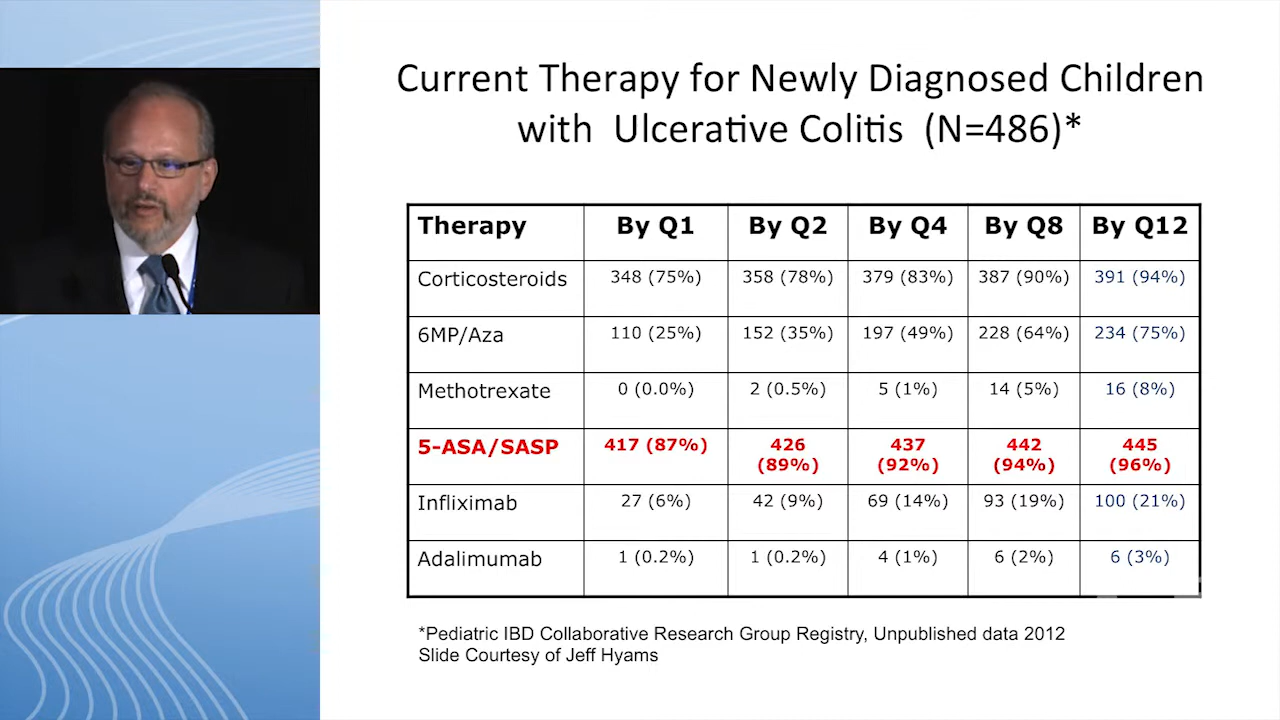 Current Therapy for Newly Diagnosed Children
with Ulcerative Colitis (N=486)*
Therapy By Q1 By Q2 By Q4 By Q8 By Q12
Corticosteroids 348 (75%) 358 (78%) 379 (83%) 387 (90%) 391 (94%)
6MP/Aza 110 (25%) 152 (35%) 197 (49%) 228 (64%) 234 (75%)
Methotrexate 0 (0.0%) 2 (0.5%) 5 (1%) 14 (5%) 16 (8%)
5-ASA/SASP 417 (87%) 426 (89%) 437 (92%) 442 (94%) 445 (96%)
Infliximab 27 (6%) 42 (9%) 69 (14%) 93 (19%) 100 (21%)
Adalimumab 1 (0.2%) 1 (0.2%) 4 (1%) 6 (2%) 6 (3%)
*Pediatric IBD Collaborative Research Group Registry, Unpublished data 2012
Slide Courtesy of Jeff Hyams